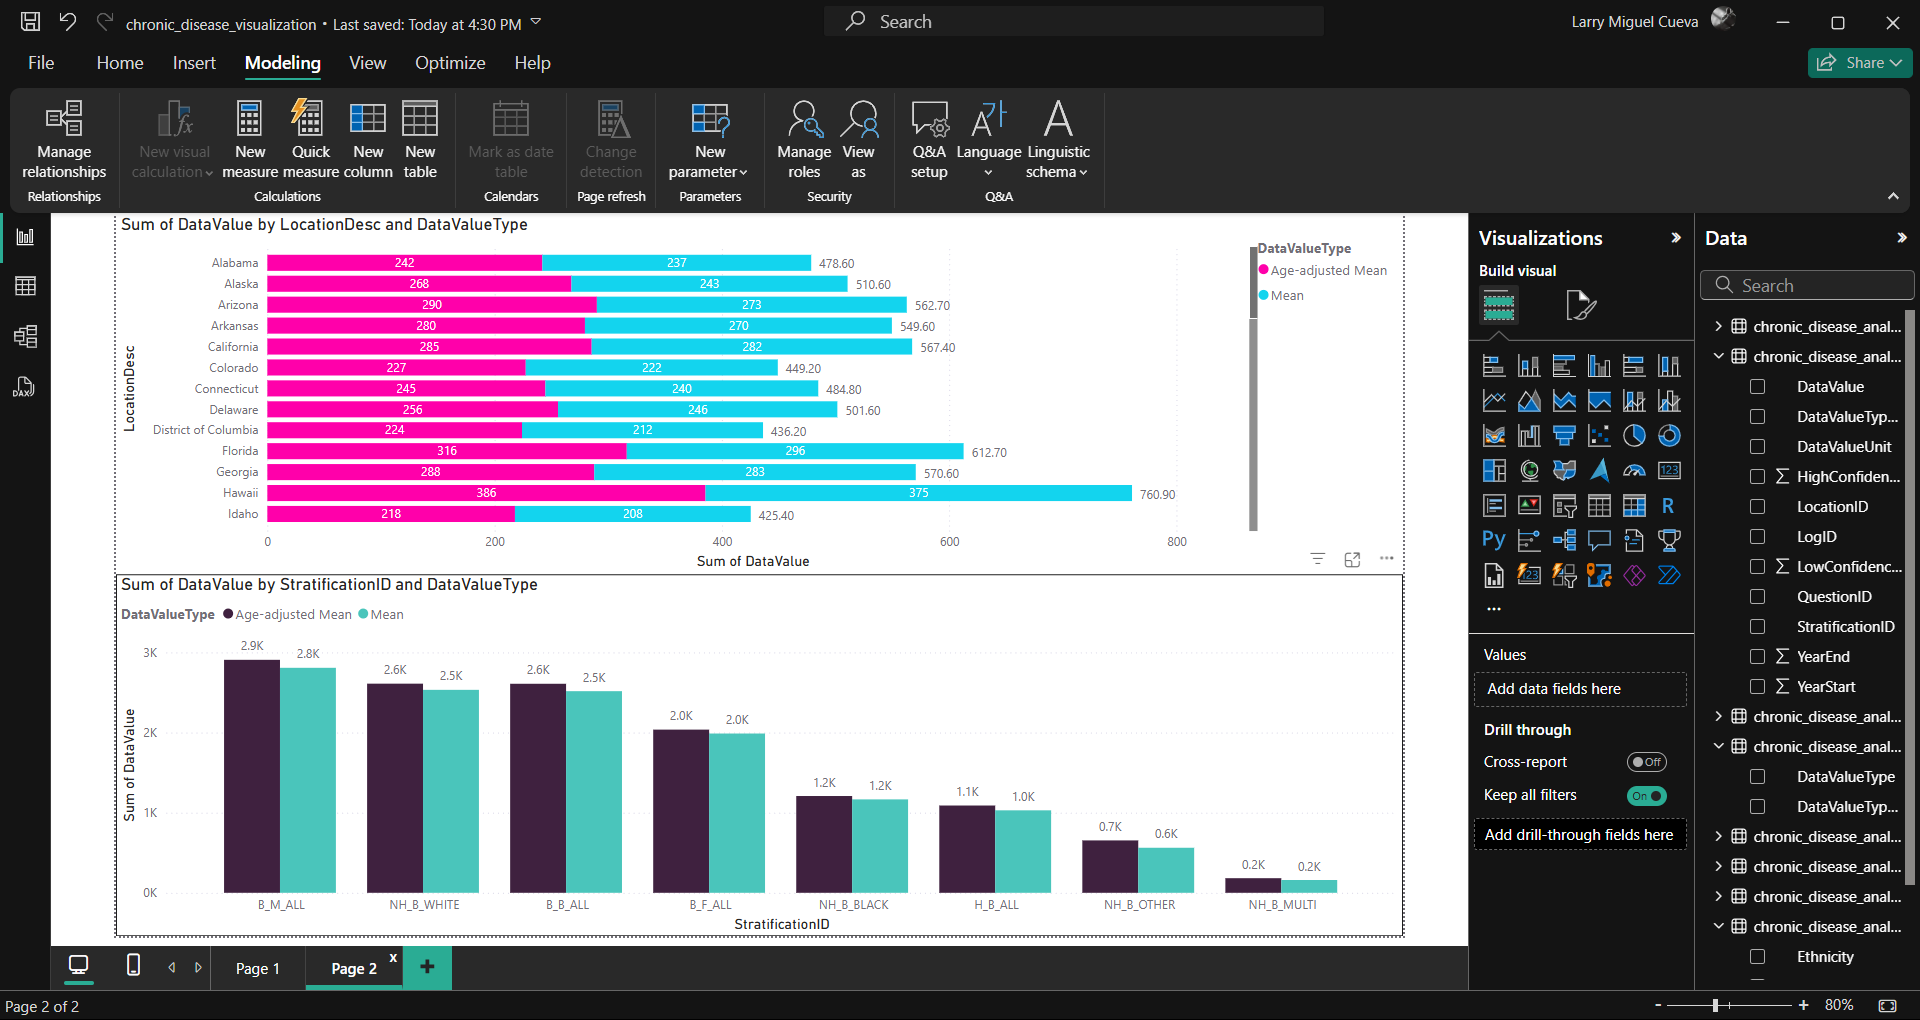 chronic_disease_visualization • Last saved: Today at 4:30 PM
Search
Larry Miguel Cueva
File Home Insert Modeling View Optimize Help
Share
Manage relationships
New visual calculation
New measure
Quick measure
New column
New table
Mark as date table
Change detection
New parameter
Manage roles
View as
Q&A setup
Language
Linguistic schema
Relationships
Calculations
Calendars
Page refresh
Parameters
Security
Q&A
DAX
Sum of DataValue by LocationDesc and DataValueType
DataValueType
Age-adjusted Mean
Mean
LocationDesc
Alabama 242 237 478.60
Alaska 268 243 510.60
Arizona 290 273 562.70
Arkansas 280 270 549.60
California 285 282 567.40
Colorado 227 222 449.20
Connecticut 245 240 484.80
Delaware 256 246 501.60
District of Columbia 224 212 436.20
Florida 316 296 612.70
Georgia 288 283 570.60
Hawaii 386 375 760.90
Idaho 218 208 425.40
0 200 400 600 800
Sum of DataValue
Sum of DataValue by StratificationID and DataValueType
DataValueType Age-adjusted Mean Mean
Sum of DataValue
3K
2K
1K
0K
2.9K 2.8K
2.6K 2.5K
2.6K 2.5K
2.0K 2.0K
1.2K 1.2K
1.1K 1.0K
0.7K 0.6K
0.2K 0.2K
B_M_ALL NH_B_WHITE B_B_ALL B_F_ALL NH_B_BLACK H_B_ALL NH_B_OTHER NH_B_MULTI
StratificationID
Visualizations
Build visual
123
R
Py
123
...
Values
Add data fields here
Drill through
Cross-report
Off
Keep all filters
On
Add drill-through fields here
Data
Search
chronic_disease_anal...
chronic_disease_anal...
DataValue
DataValueTyp...
DataValueUnit
HighConfiden...
LocationID
LogID
LowConfidenc...
QuestionID
StratificationID
YearEnd
YearStart
chronic_disease_anal...
chronic_disease_anal...
DataValueType
DataValueTyp...
chronic_disease_anal...
chronic_disease_anal...
chronic_disease_anal...
chronic_disease_anal...
Ethnicity
Page 1
Page 2
x
+
Page 2 of 2
- + 80%